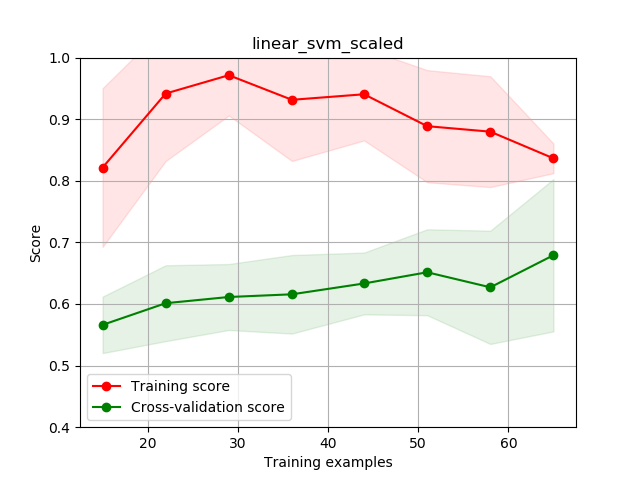 linear_svm_scaled
1.0
0.9
0.8
0.7
0.6
0.5
0.4
Score
Training score
Cross-validation score
20 30 40 50 60
Training examples